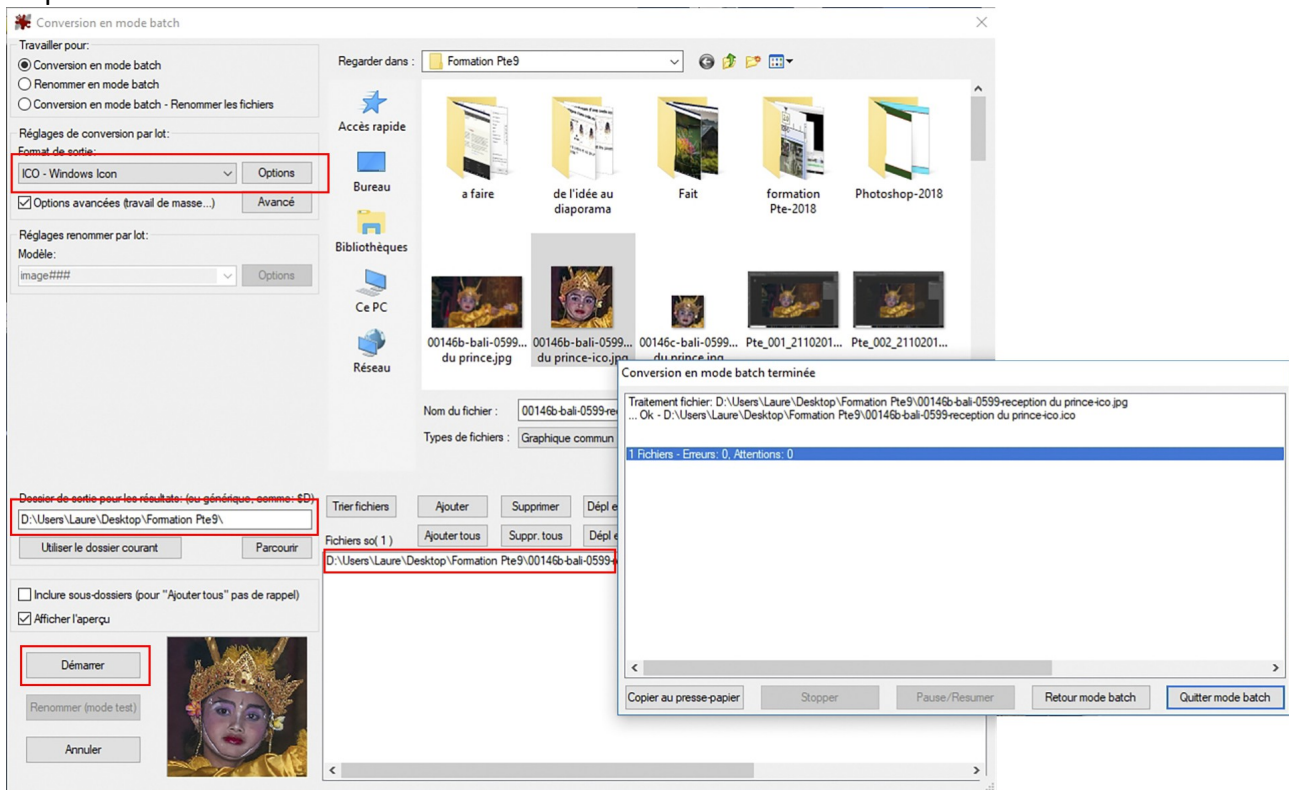 Conversion en mode batch
Travailler pour:
Conversion en mode batch
Renommer en mode batch
Conversion en mode batch - Renommer les fichiers
Réglages de conversion par lot:
Format de sortie:
ICO - Windows Icon
Options
Options avancées (travail de masse...)
Avancé
Réglages renommer par lot:
Modèle:
image###
Options
Dossier de sortie pour les résultats: (ou générique, comme: $D)
D:\Users\Laure\Desktop\Formation Pte9\
Utiliser le dossier courant
Parcourir
Inclure sous-dossiers (pour "Ajouter tous" pas de rappel)
Afficher l'aperçu
Démarrer
Renommer (mode test)
Annuler
Regarder dans :
Formation Pte9
Accès rapide
Bureau
Bibliothèques
Ce PC
Réseau
a faire
de l'idée au
diaporama
Fait
formation
Pte-2018
Photoshop-2018
00146b-bali-0599...
du prince.jpg
00146b-bali-0599...
du prince-ico.jpg
00146c-bali-0599...
du prince.jpg
Pte_001_2110201...
Pte_002_2110201...
Nom du fichier :
00146b-bali-0599-re
Types de fichiers :
Graphique commun
Trier fichiers
Ajouter
Supprimer
Dépl e
Fichiers so( 1 )
Ajouter tous
Suppr. tous
Dépl e
D:\Users\Laure\Desktop\Formation Pte9\00146b-bali-0599-
Conversion en mode batch terminée
Traitement fichier: D:\Users\Laure\Desktop\Formation Pte9\00146b-bali-0599-reception du prince-ico.jpg
... Ok - D:\Users\Laure\Desktop\Formation Pte9\00146b-bali-0599-reception du prince-ico.ico
1 Fichiers - Erreurs: 0, Attentions: 0
Copier au presse-papier
Stopper
Pause/Resumer
Retour mode batch
Quitter mode batch